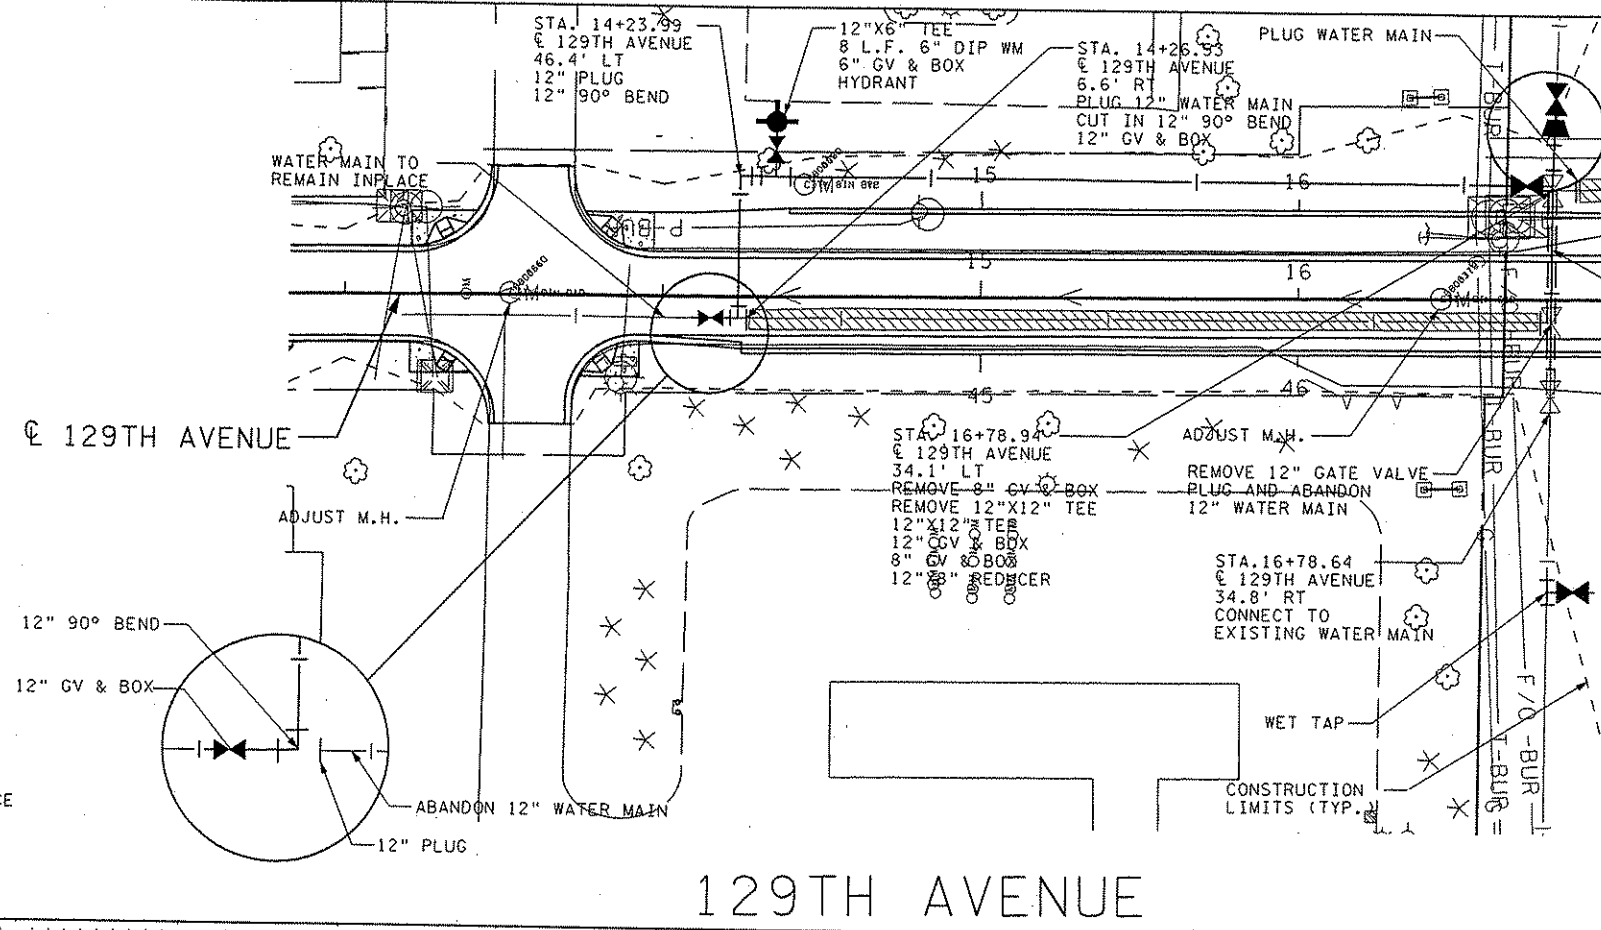 STA. 14+23.99
℄ 129TH AVENUE
46.4' LT
12" PLUG
12" 90° BEND
12"X6" TEE
8 L.F. 6" DIP WM
6" GV & BOX
HYDRANT
STA. 14+26.53
℄ 129TH AVENUE
6.6' RT
PLUG 12" WATER MAIN
CUT IN 12" 90° BEND
12" GV & BOX
PLUG WATER MAIN
T-BUR
WATER MAIN TO
REMAIN INPLACE
15
16
P-BUR
15
16
45
46
℄ 129TH AVENUE
ADJUST M.H.
STA. 16+78.94
℄ 129TH AVENUE
34.1' LT
REMOVE 8" GV & BOX
REMOVE 12"X12" TEE
12"X12" TEE
12" GV & BOX
8" GV & BOX
12"X8" REDUCER
ADJUST M.H.
REMOVE 12" GATE VALVE
PLUG AND ABANDON
12" WATER MAIN
T-BUR
G
STA.16+78.64
℄ 129TH AVENUE
34.8' RT
CONNECT TO
EXISTING WATER MAIN
WET TAP
F/O-BUR
T-BUR
CONSTRUCTION
LIMITS (TYP.)
12" 90° BEND
12" GV & BOX
ABANDON 12" WATER MAIN
12" PLUG
129TH AVENUE